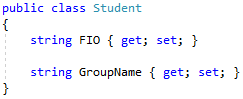 public class Student
{
string FIO { get; set; }
string GroupName { get; set; }
}